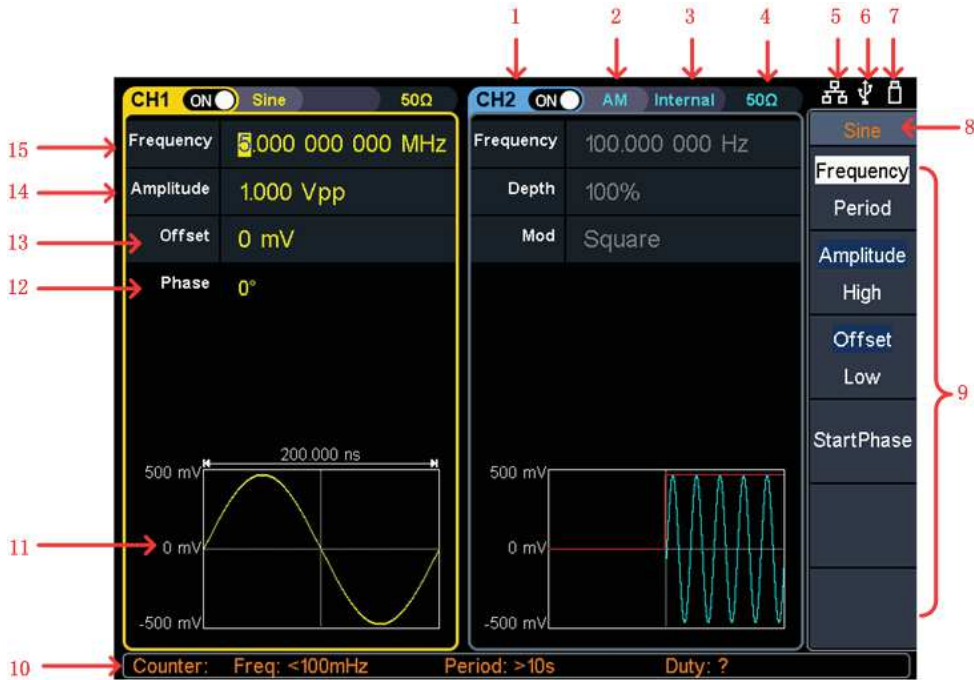 1 2 3 4 5 6 7
CH1 ON Sine 50Ω CH2 ON AM Internal 50Ω
Sine 8
15 Frequency 5.000 000 000 MHz Frequency 100.000 000 Hz Frequency
Period
14 Amplitude 1.000 Vpp Depth 100%
13 Offset 0 mV Mod Square Amplitude
12 Phase 0° High
Offset
Low
9
StartPhase
200.000 ns
500 mV 500 mV
11 0 mV 0 mV
-500 mV -500 mV
10 Counter: Freq: <100mHz Period: >10s Duty: ?